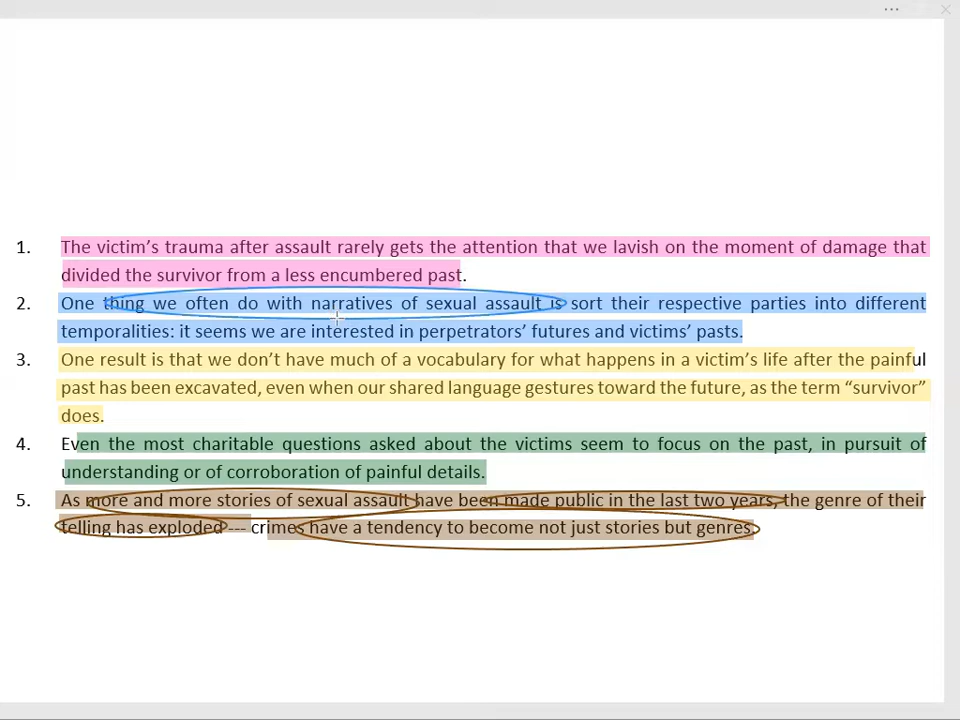 1. The victim’s trauma after assault rarely gets the attention that we lavish on the moment of damage that
divided the survivor from a less encumbered past.
2. One thing we often do with narratives of sexual assault is sort their respective parties into different
temporalities: it seems we are interested in perpetrators’ futures and victims’ pasts.
3. One result is that we don’t have much of a vocabulary for what happens in a victim’s life after the painful
past has been excavated, even when our shared language gestures toward the future, as the term “survivor”
does.
4. Even the most charitable questions asked about the victims seem to focus on the past, in pursuit of
understanding or of corroboration of painful details.
5. As more and more stories of sexual assault have been made public in the last two years, the genre of their
telling has exploded --- crimes have a tendency to become not just stories but genres.